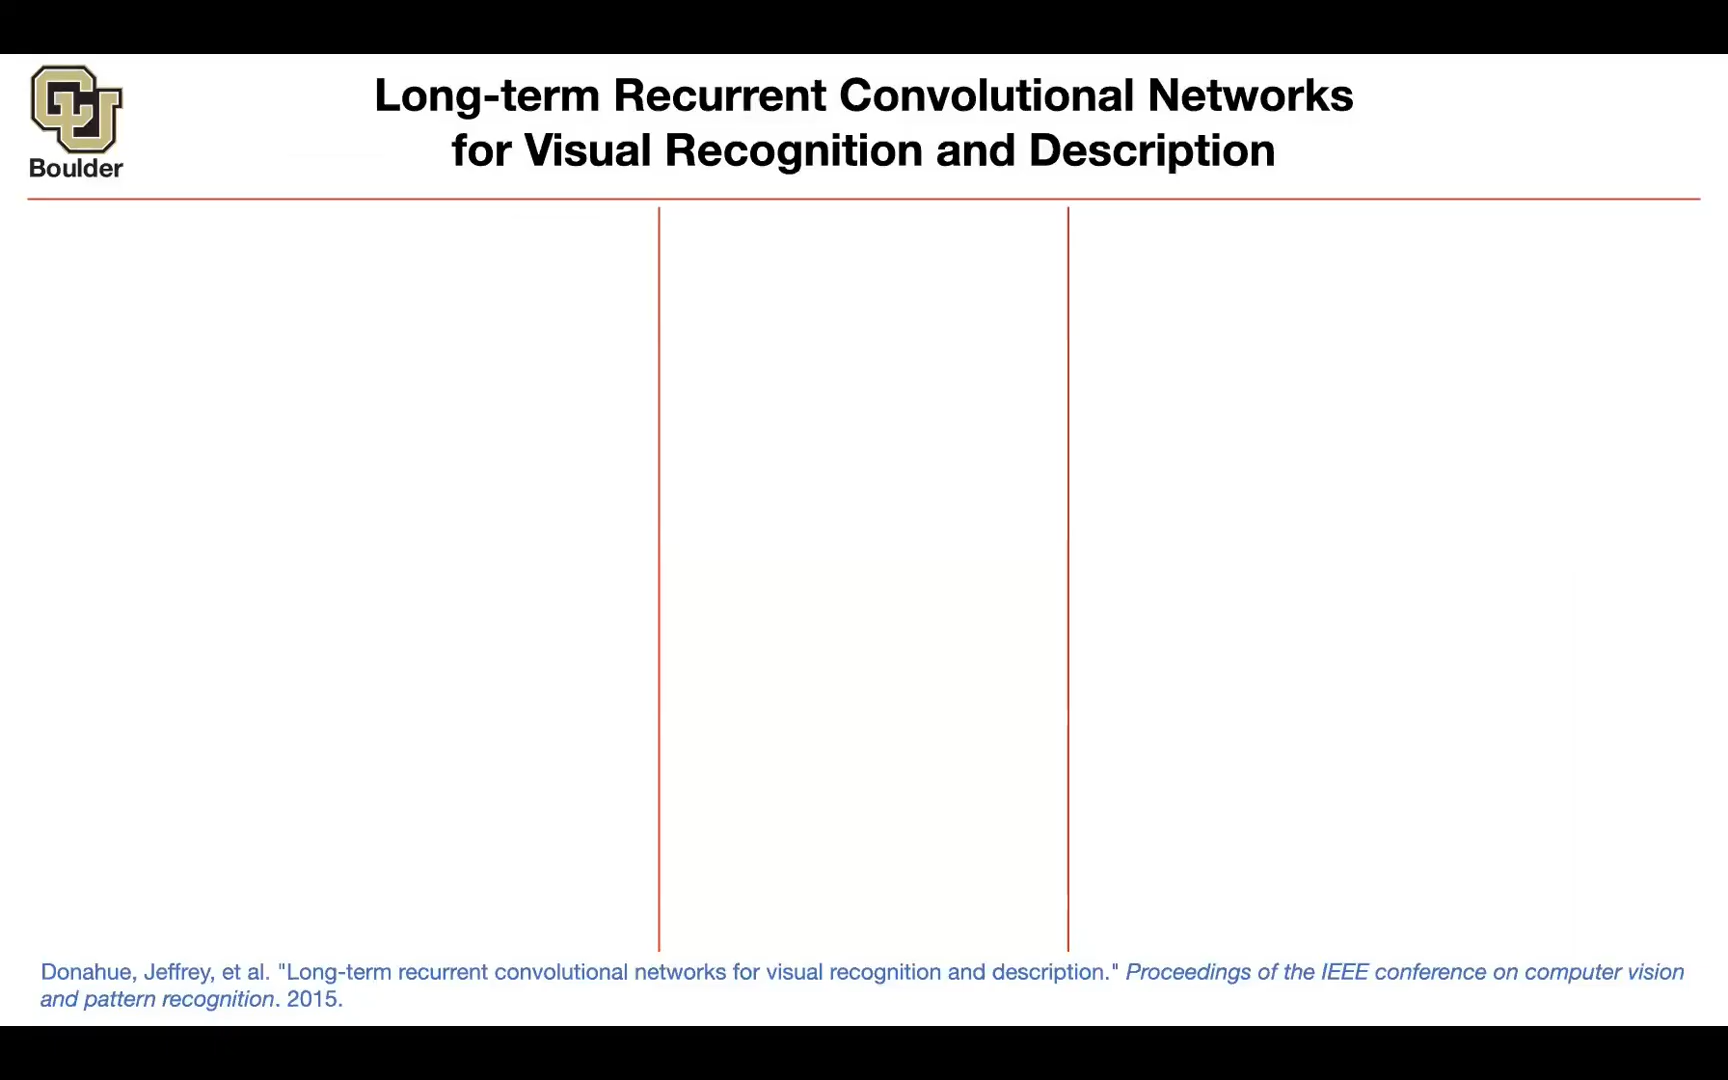 CU
Boulder
Long-term Recurrent Convolutional Networks
for Visual Recognition and Description
Donahue, Jeffrey, et al. "Long-term recurrent convolutional networks for visual recognition and description." Proceedings of the IEEE conference on computer vision
and pattern recognition. 2015.